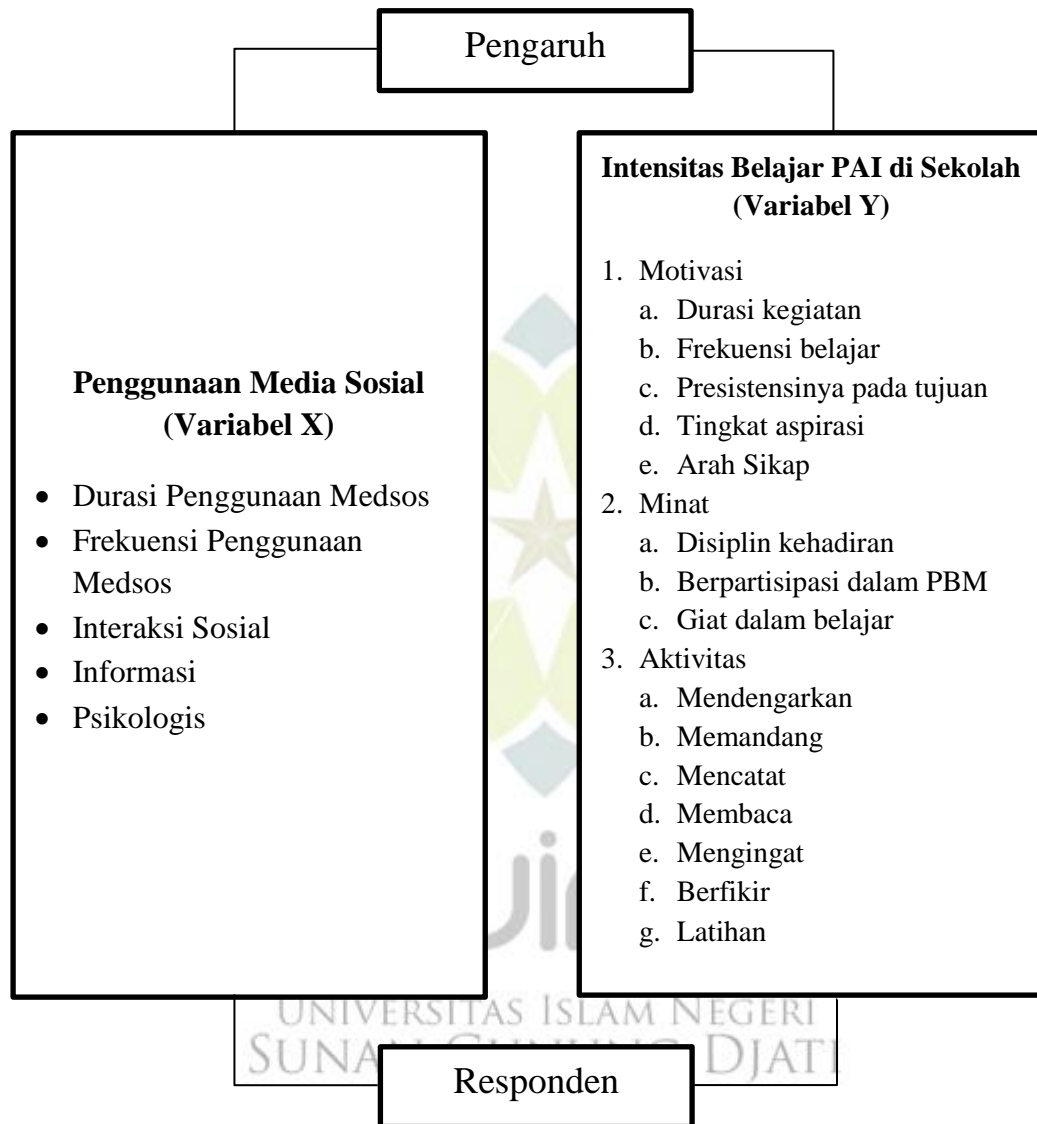 Pengaruh
Penggunaan Media Sosial
(Variabel X)
• Durasi Penggunaan Medsos
• Frekuensi Penggunaan
Medsos
• Interaksi Sosial
• Informasi
• Psikologis
Intensitas Belajar PAI di Sekolah
(Variabel Y)
1. Motivasi
a. Durasi kegiatan
b. Frekuensi belajar
c. Presistensinya pada tujuan
d. Tingkat aspirasi
e. Arah Sikap
2. Minat
a. Disiplin kehadiran
b. Berpartisipasi dalam PBM
c. Giat dalam belajar
3. Aktivitas
a. Mendengarkan
b. Memandang
c. Mencatat
d. Membaca
e. Mengingat
f. Berfikir
g. Latihan
UNIVERSITAS ISLAM NEGERI
SUNAN GUNUNG DJATI
Responden